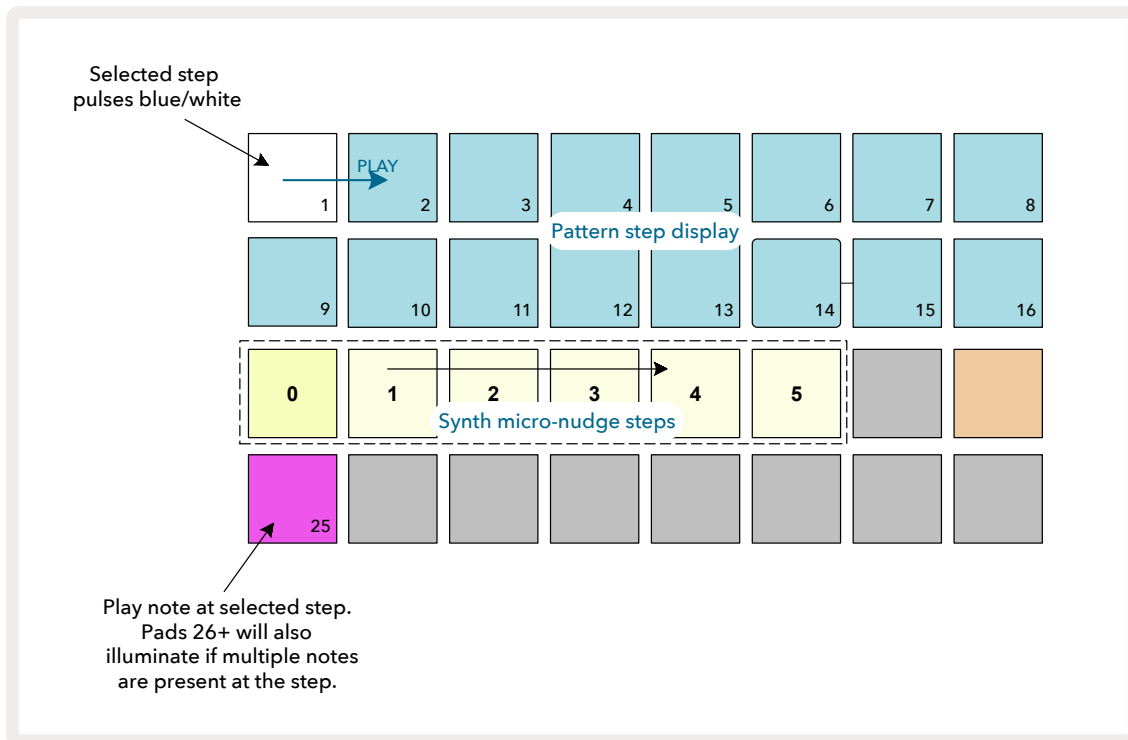 Selected step
pulses blue/white
PLAY
1 2 3 4 5 6 7 8
Pattern step display
9 10 11 12 13 14 15 16
0 1 2 3 4 5
Synth micro-nudge steps
25
Play note at selected step.
Pads 26+ will also
illuminate if multiple notes
are present at the step.